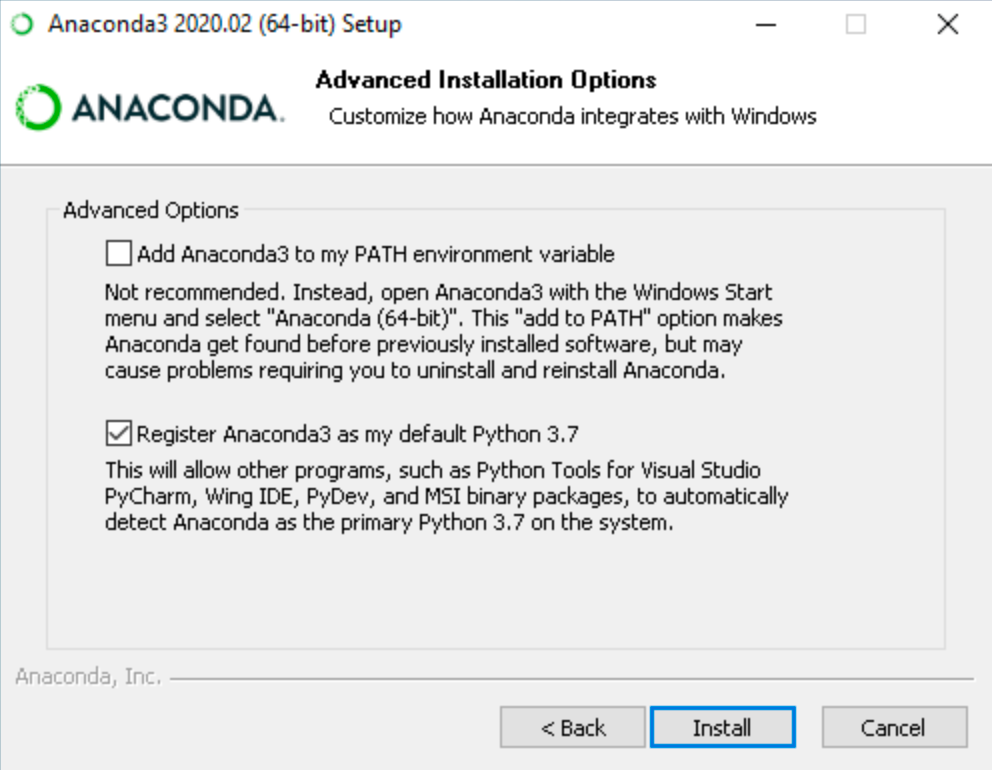 Anaconda3 2020.02 (64-bit) Setup
ANACONDA.
Advanced Installation Options
Customize how Anaconda integrates with Windows
Advanced Options
Add Anaconda3 to my PATH environment variable
Not recommended. Instead, open Anaconda3 with the Windows Start
menu and select "Anaconda (64-bit)". This "add to PATH" option makes
Anaconda get found before previously installed software, but may
cause problems requiring you to uninstall and reinstall Anaconda.
Register Anaconda3 as my default Python 3.7
This will allow other programs, such as Python Tools for Visual Studio
PyCharm, Wing IDE, PyDev, and MSI binary packages, to automatically
detect Anaconda as the primary Python 3.7 on the system.
Anaconda, Inc.
< Back
Install
Cancel